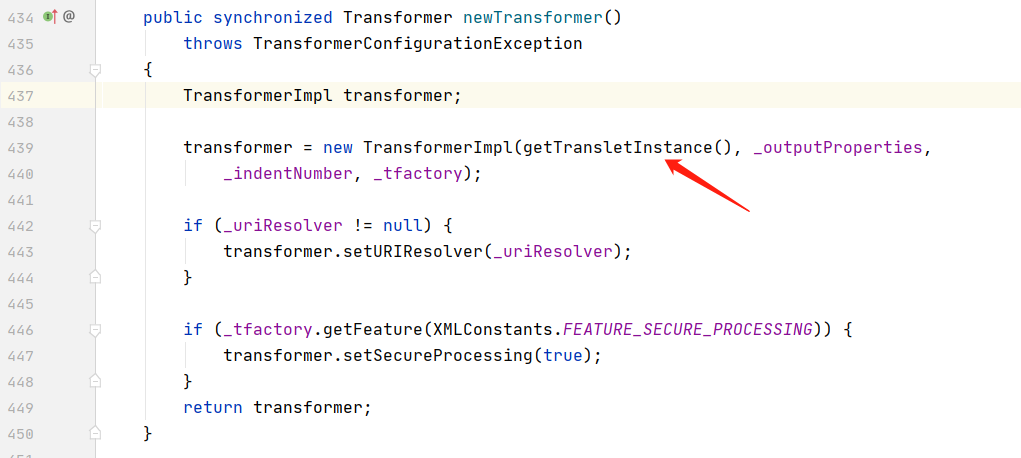 434 @ public synchronized Transformer newTransformer()
435 throws TransformerConfigurationException
436 {
437 TransformerImpl transformer;
438
439 transformer = new TransformerImpl(getTransletInstance(), _outputProperties,
440 _indentNumber, _tfactory);
441
442 if (_uriResolver != null) {
443 transformer.setURIResolver(_uriResolver);
444 }
445
446 if (_tfactory.getFeature(XMLConstants.FEATURE_SECURE_PROCESSING)) {
447 transformer.setSecureProcessing(true);
448 }
449 return transformer;
450 }